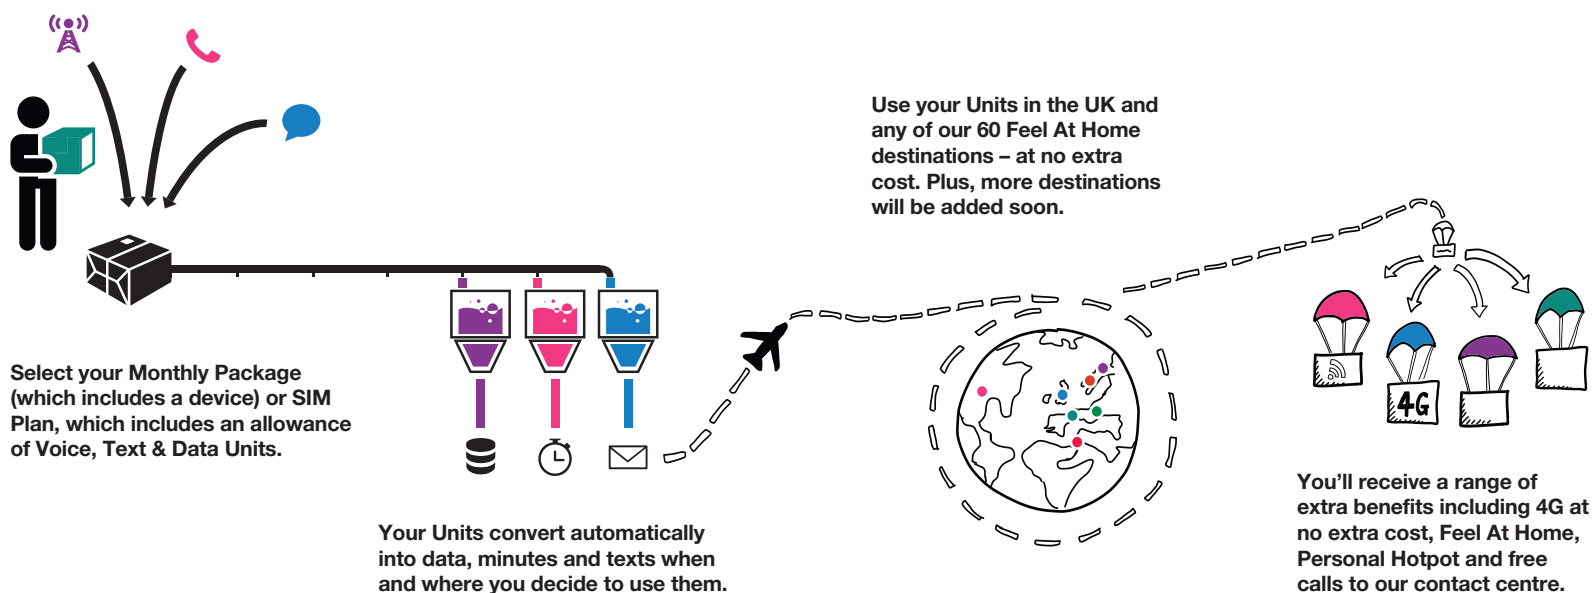 Select your Monthly Package
(which includes a device) or SIM
Plan, which includes an allowance
of Voice, Text & Data Units.
Your Units convert automatically
into data, minutes and texts when
and where you decide to use them.
Use your Units in the UK and
any of our 60 Feel At Home
destinations – at no extra
cost. Plus, more destinations
will be added soon.
4G
You’ll receive a range of
extra benefits including 4G at
no extra cost, Feel At Home,
Personal Hotpot and free
calls to our contact centre.